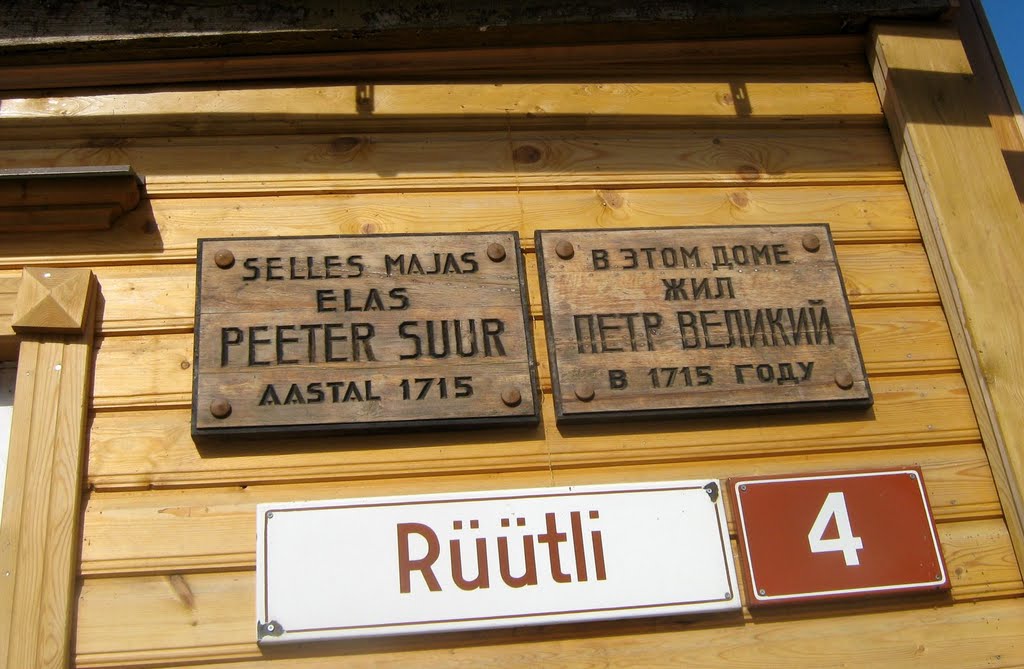 SELLES MAJAS
ELAS
PEETER SUUR
AASTAL 1715
В ЭТОМ ДОМЕ
ЖИЛ
ПЕТР ВЕЛИКИЙ
В 1715 ГОДУ
Rüütli
4